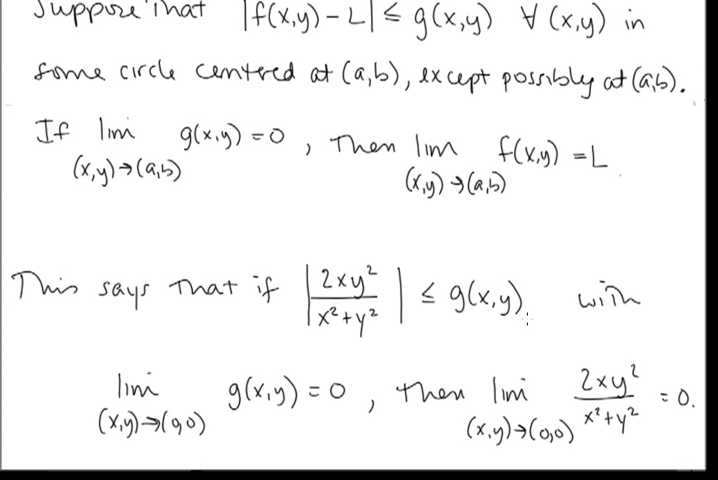 Suppose that |f(x,y) - L| ≤ g(x,y) ∀ (x,y) in
some circle centered at (a,b), except possibly at (a,b).
If lim g(x,y) = 0, then lim f(x,y) = L
(x,y)→(a,b) (x,y)→(a,b)
This says that if |2xy²/(x²+y²)| ≤ g(x,y), with
lim g(x,y) = 0, then lim 2xy²/(x²+y²) = 0.
(x,y)→(0,0) (x,y)→(0,0)